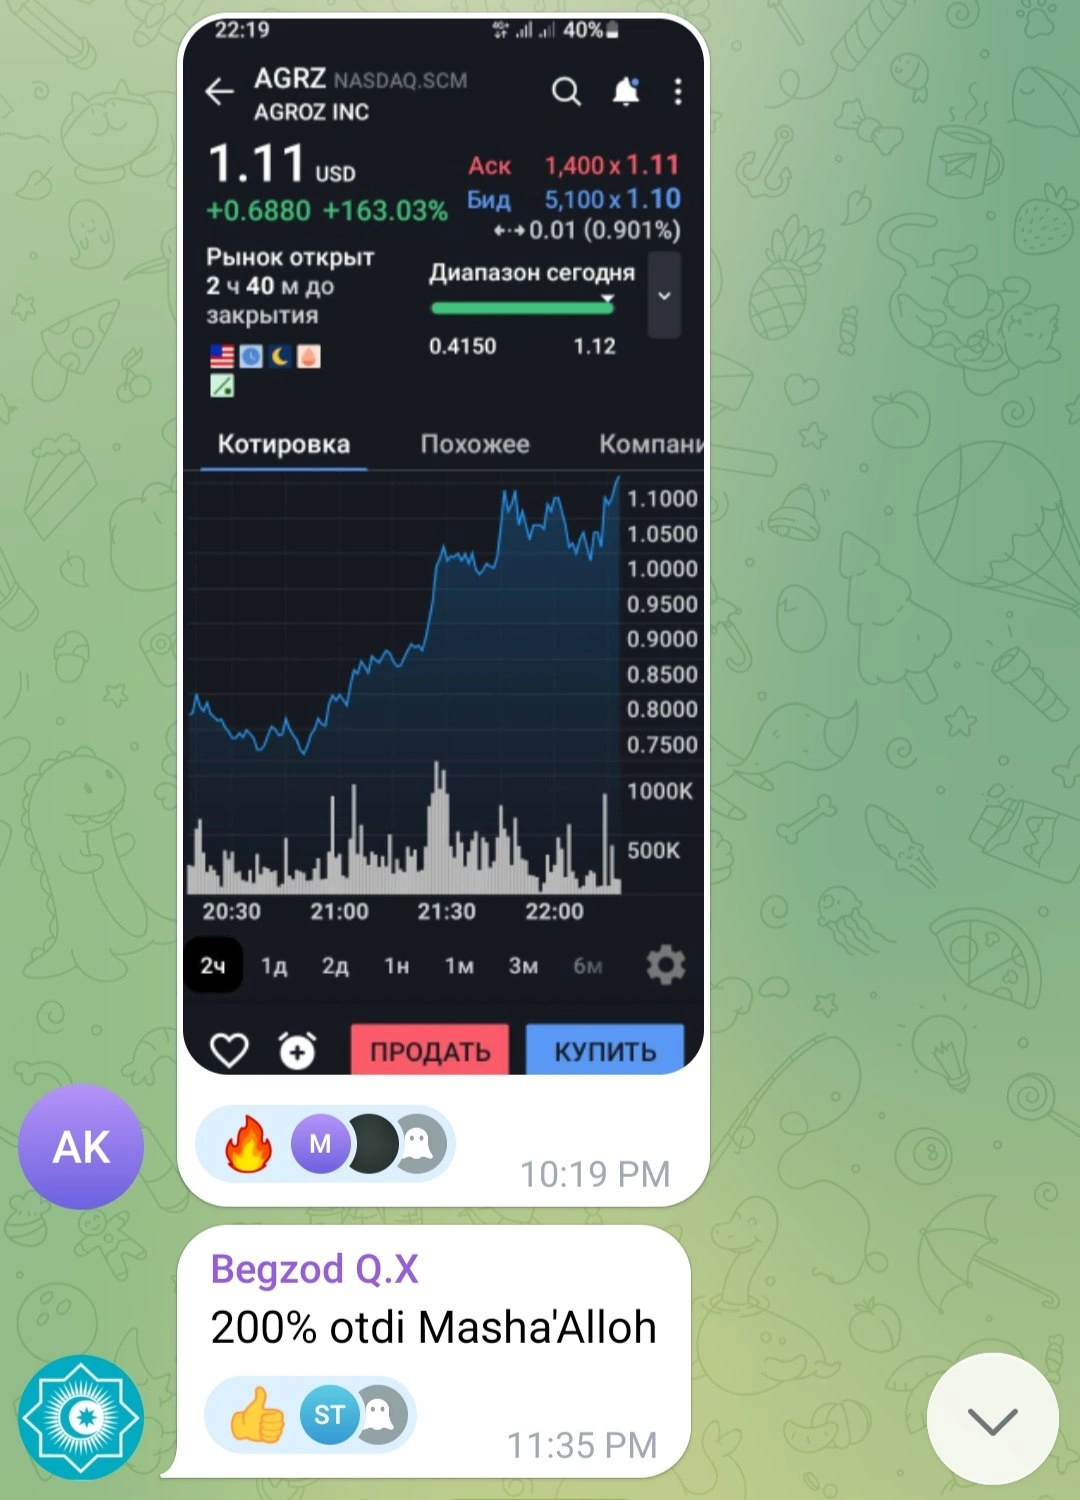 22:19
4G+ 40%
AGRZ NASDAQ.SCM
AGROZ INC
1.11 USD
+0.6880 +163.03%
Аск 1,400 x 1.11
Бид 5,100 x 1.10
0.01 (0.901%)
Рынок открыт
2 ч 40 м до
закрытия
Диапазон сегодня
0.4150 1.12
Котировка Похожее Компани
1.1000
1.0500
1.0000
0.9500
0.9000
0.8500
0.8000
0.7500
1000K
500K
20:30 21:00 21:30 22:00
2ч 1д 2д 1н 1м 3м 6м
ПРОДАТЬ КУПИТЬ
AK
M
10:19 PM
Begzod Q.X
200% otdi Masha'Alloh
ST
11:35 PM